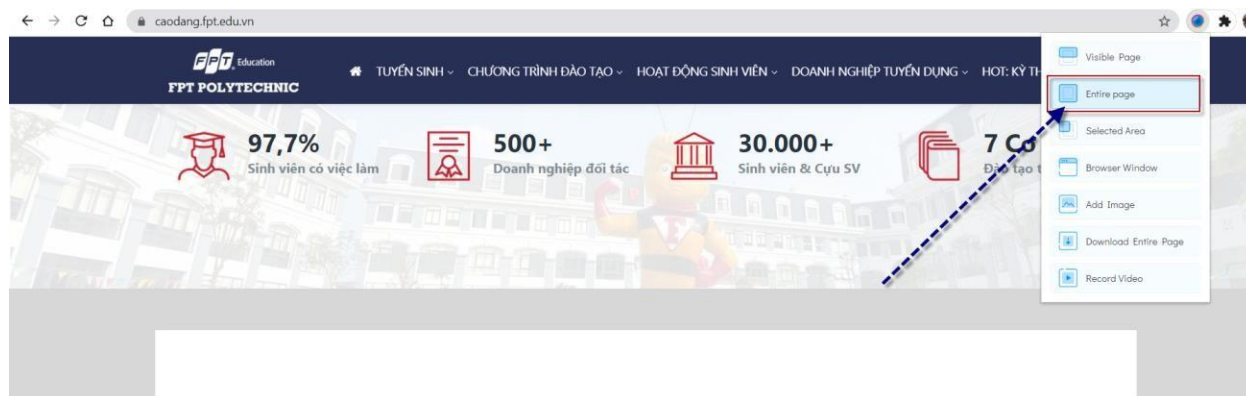 caodang.fpt.edu.vn
FPT Education
FPT POLYTECHNIC
TUYỂN SINH
CHƯƠNG TRÌNH ĐÀO TẠO
HOẠT ĐỘNG SINH VIÊN
DOANH NGHIỆP TUYỂN DỤNG
HOT: KỲ TH
97,7%
Sinh viên có việc làm
500+
Doanh nghiệp đối tác
30.000+
Sinh viên & Cựu SV
7 Cơ
Đào tạo t
Visible Page
Entire page
Selected Area
Browser Window
Add Image
Download Entire Page
Record Video